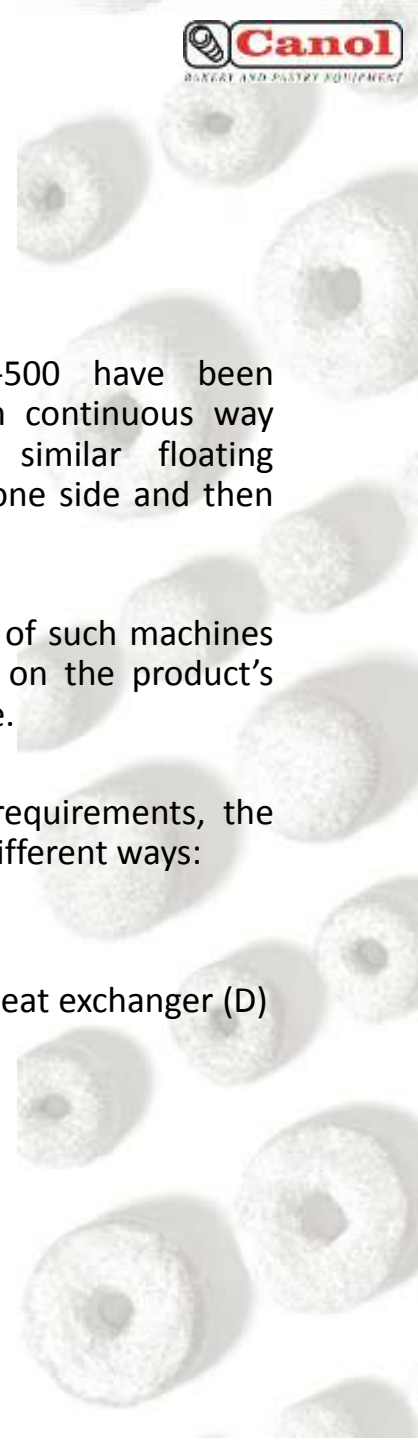 Canol
BAKERY AND PASTRY EQUIPMENT
-500 have been
n continuous way
similar floating
one side and then
of such machines
on the product's
e.
requirements, the
ifferent ways:
eat exchanger (D)